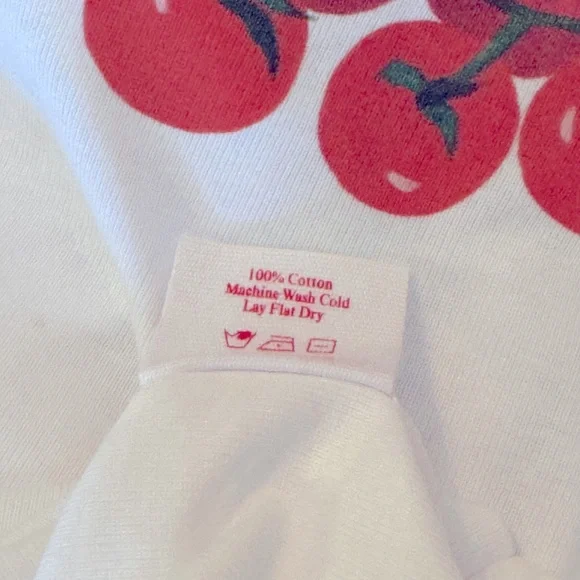 100% Cotton
Machine Wash Cold
Lay Flat Dry